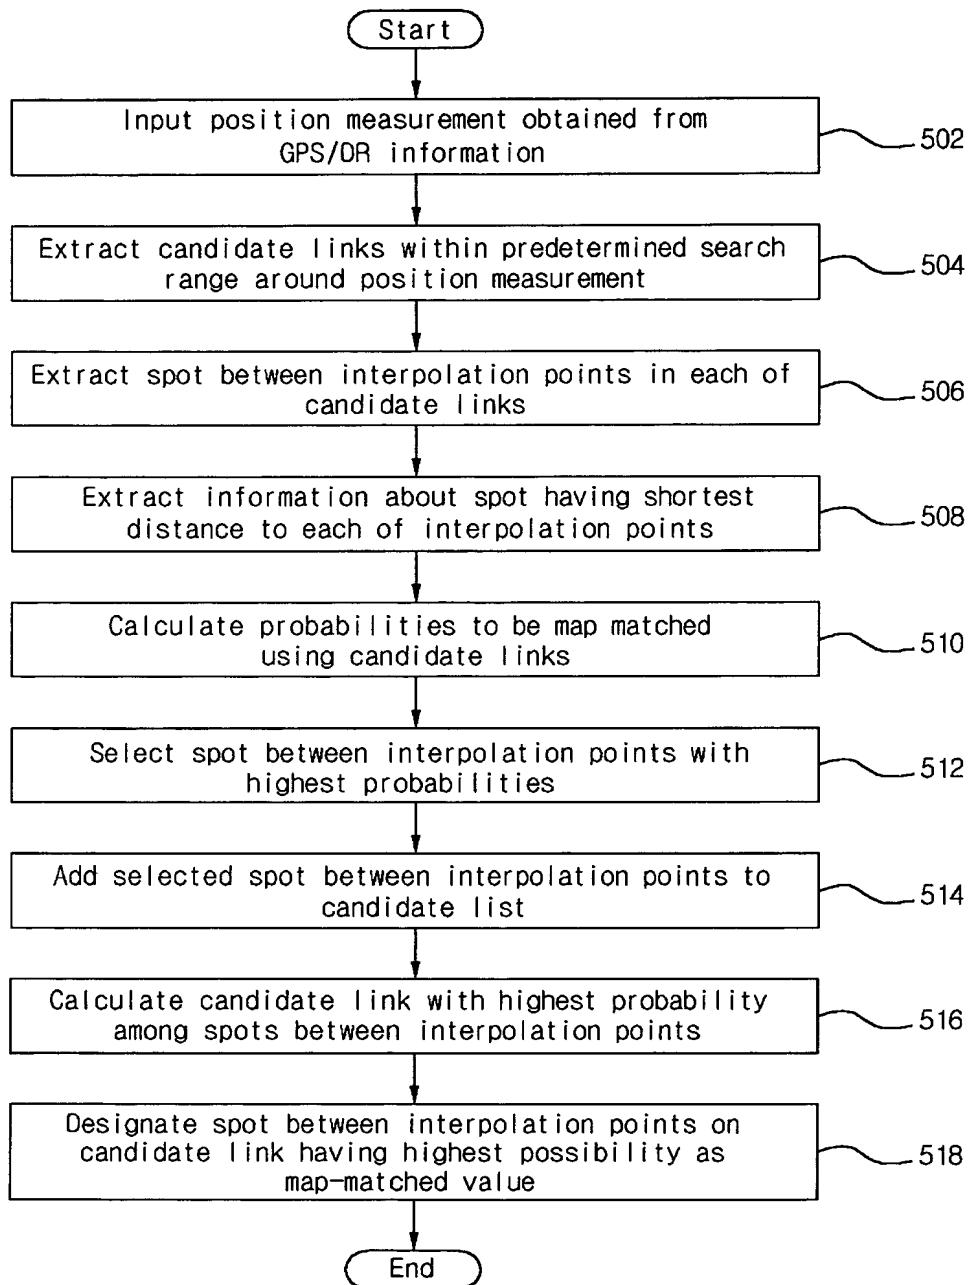 Start
Input position measurement obtained from
GPS/DR information
502
Extract candidate links within predetermined search
range around position measurement
504
Extract spot between interpolation points in each of
candidate links
506
Extract information about spot having shortest
distance to each of interpolation points
508
Calculate probabilities to be map matched
using candidate links
510
Select spot between interpolation points with
highest probabilities
512
Add selected spot between interpolation points to
candidate list
514
Calculate candidate link with highest probability
among spots between interpolation points
516
Designate spot between interpolation points on
candidate link having highest possibility as
map-matched value
518
End